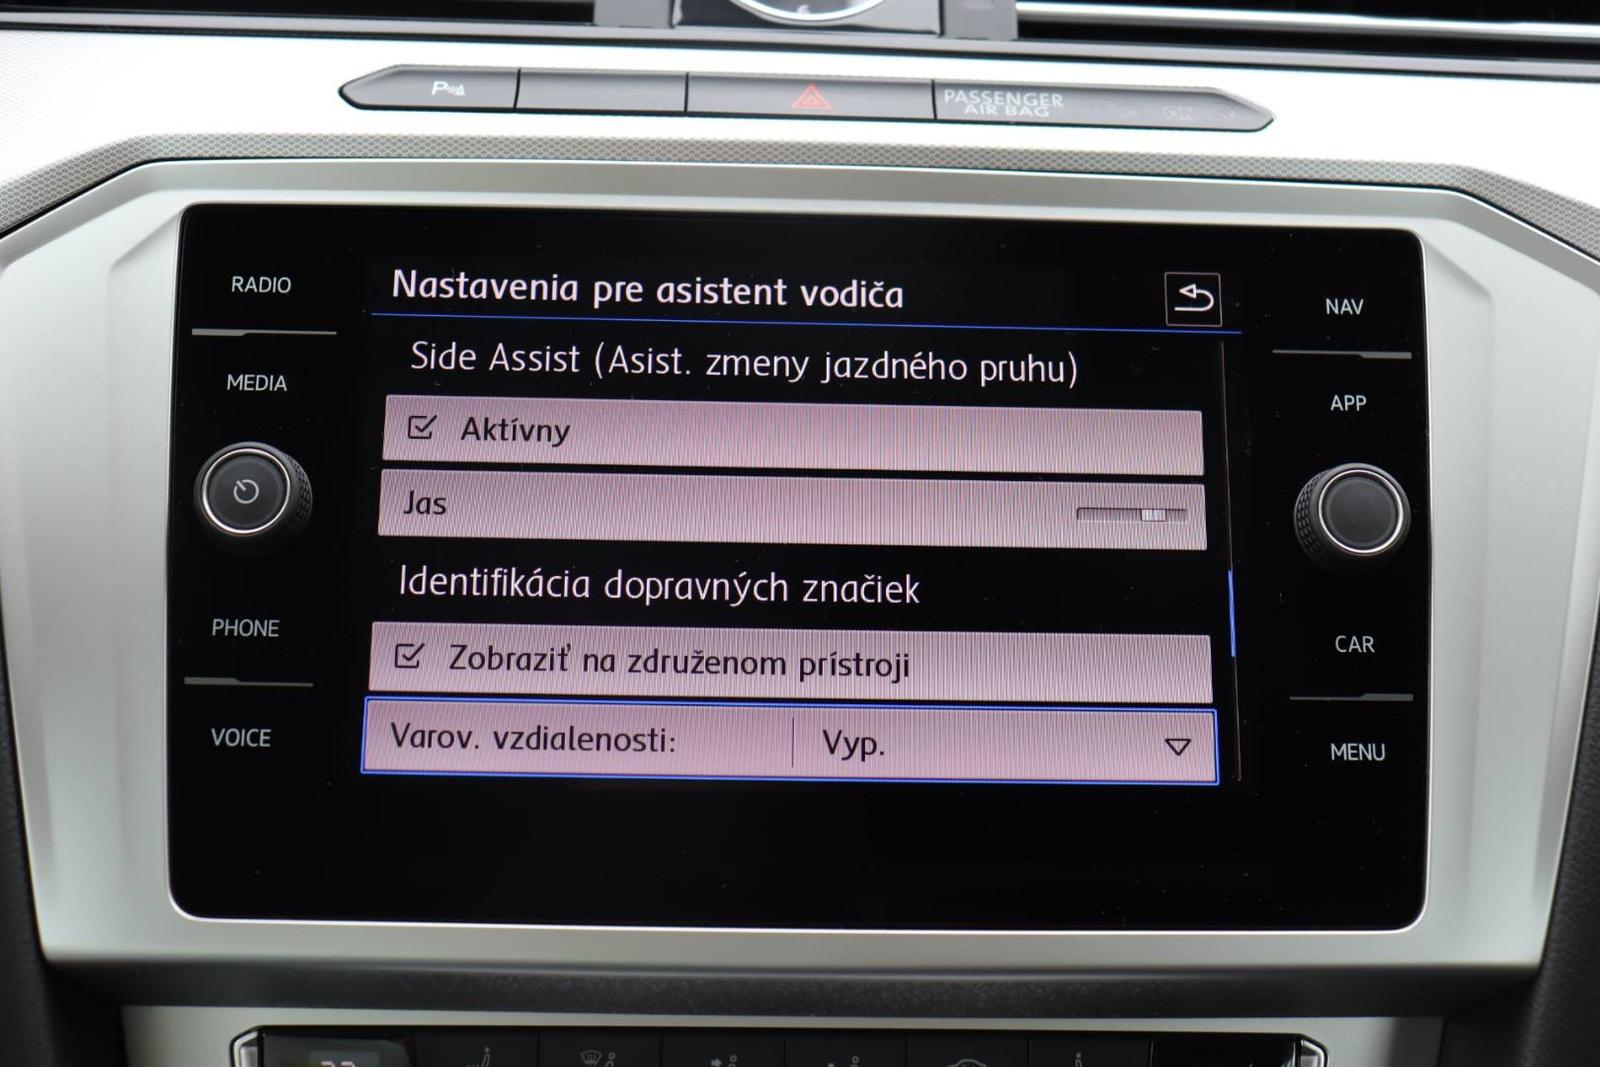 P
PASSENGER
AIR BAG
ON
RADIO
MEDIA
PHONE
VOICE
Nastavenia pre asistent vodiča
Side Assist (Asist. zmeny jazdného pruhu)
Aktívny
Jas
Identifikácia dopravných značiek
Zobraziť na združenom prístroji
Varov. vzdialenosti: Vyp.
NAV
APP
CAR
MENU